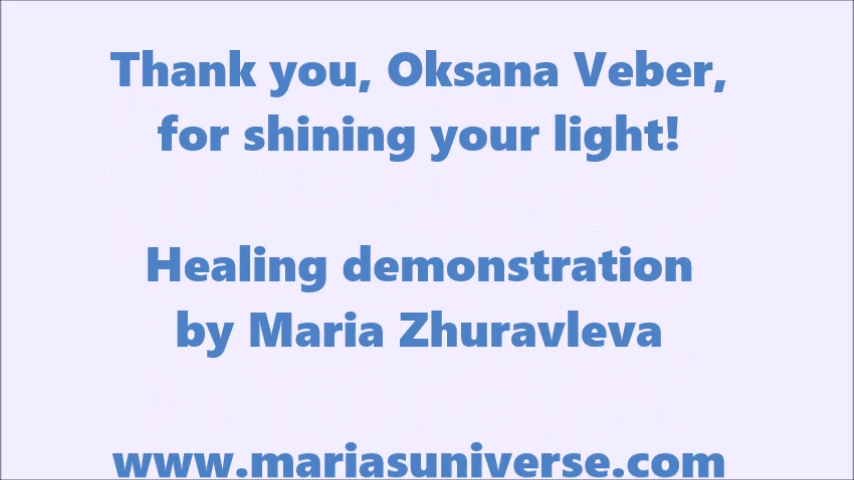 Thank you, Oksana Veber,
for shining your light!
Healing demonstration
by Maria Zhuravleva
www.mariasuniverse.com